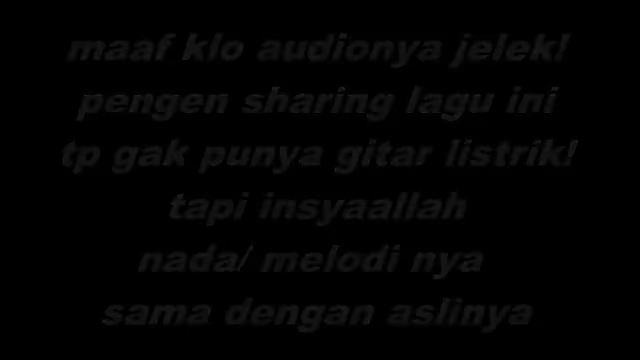 maaf klo audionya jelek!
pengen sharing lagu ini
tp gak punya gitar listrik!
tapi insyaallah
nada/ melodi nya
sama dengan aslinya